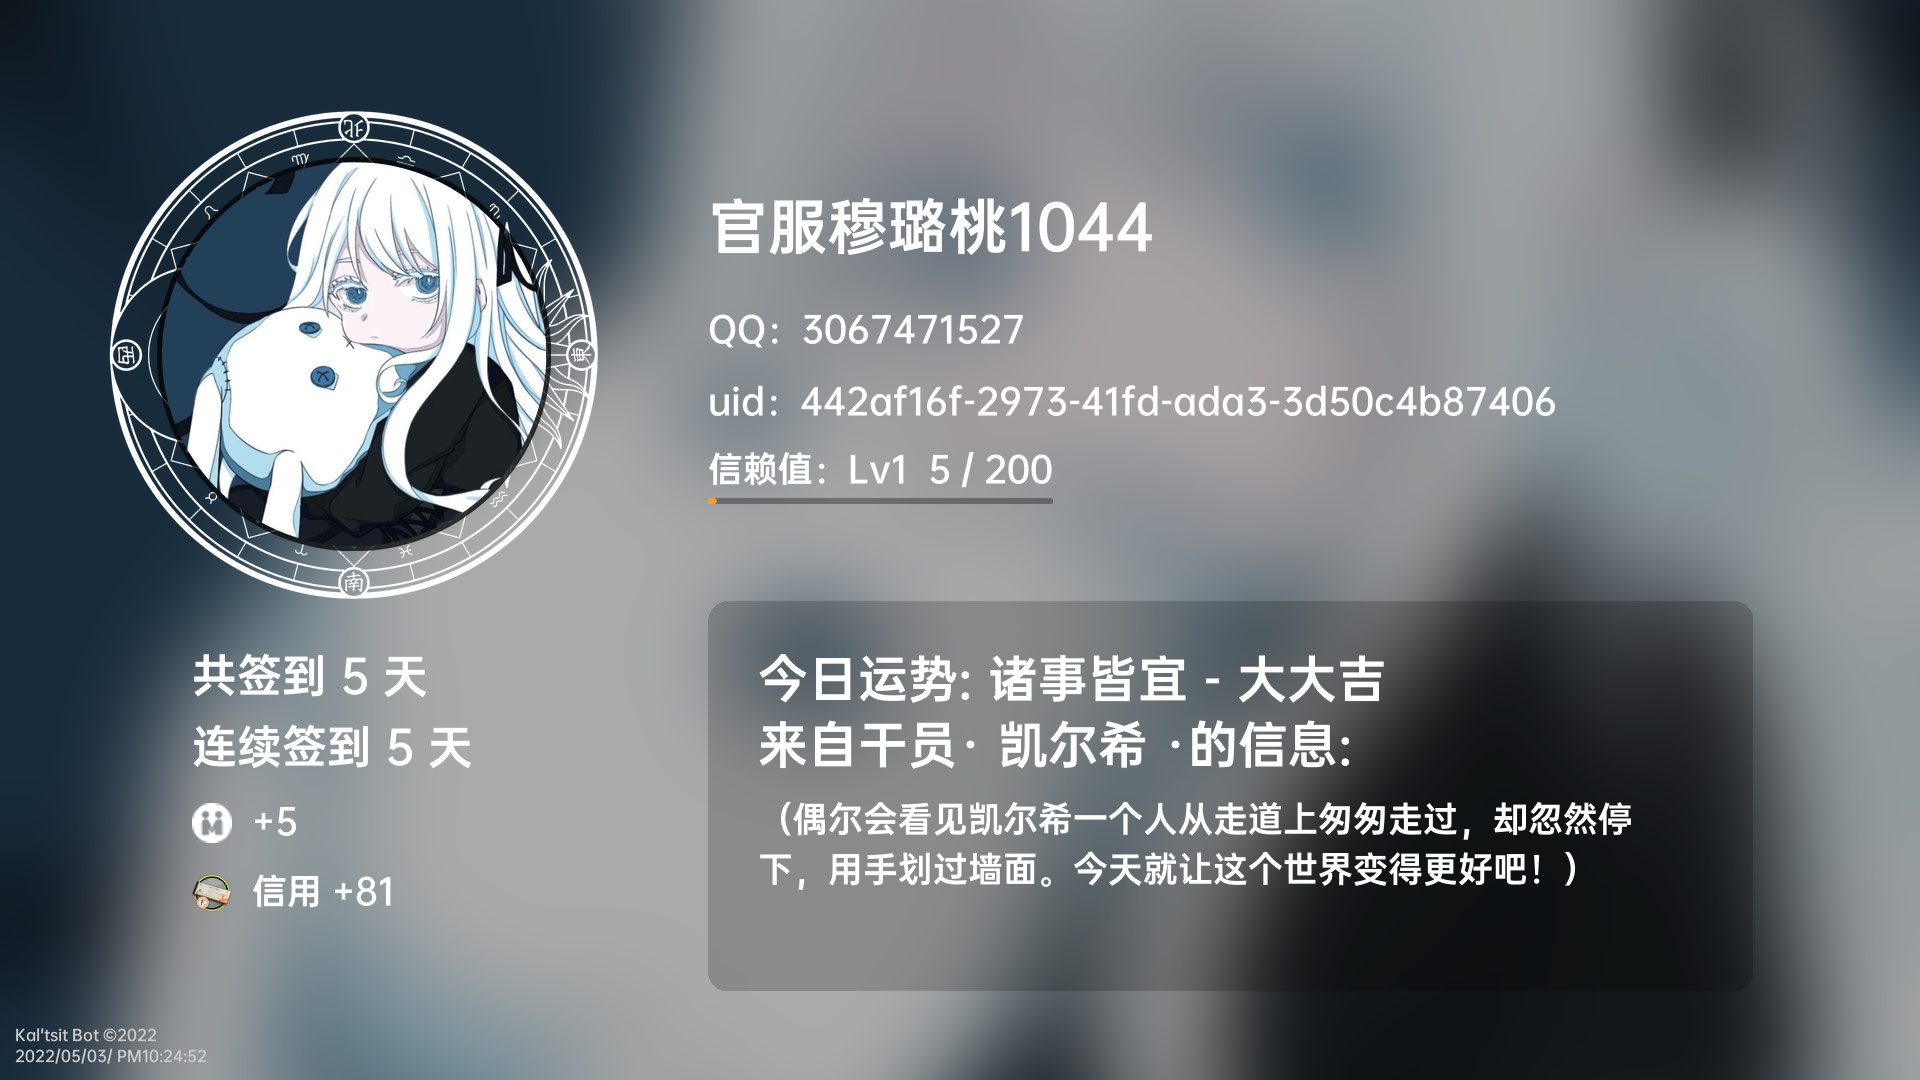 北
西
東
南
官服穆璐桃1044
QQ：3067471527
uid：442af16f-2973-41fd-ada3-3d50c4b87406
信赖值：Lv1 5 / 200
共签到 5 天
连续签到 5 天
+5
信用 +81
今日运势: 诸事皆宜 - 大大吉
来自干员· 凯尔希 ·的信息:
（偶尔会看见凯尔希一个人从走道上匆匆走过，却忽然停
下，用手划过墙面。今天就让这个世界变得更好吧！）
Kal'tsit Bot ©2022
2022/05/03/ PM10:24:52